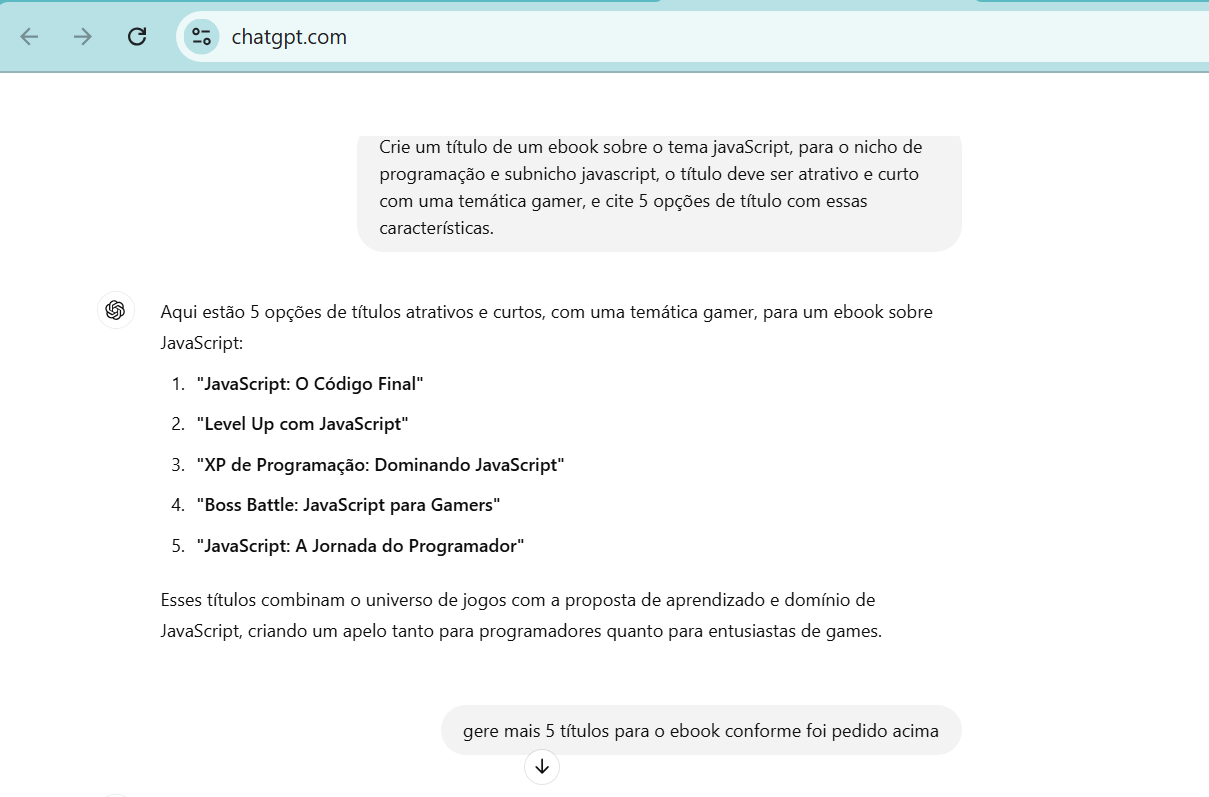 chatgpt.com
Crie um título de um ebook sobre o tema javaScript, para o nicho de
programação e subnicho javascript, o título deve ser atrativo e curto
com uma temática gamer, e cite 5 opções de título com essas
características.
Aqui estão 5 opções de títulos atrativos e curtos, com uma temática gamer, para um ebook sobre
JavaScript:
1. "JavaScript: O Código Final"
2. "Level Up com JavaScript"
3. "XP de Programação: Dominando JavaScript"
4. "Boss Battle: JavaScript para Gamers"
5. "JavaScript: A Jornada do Programador"
Esses títulos combinam o universo de jogos com a proposta de aprendizado e domínio de
JavaScript, criando um apelo tanto para programadores quanto para entusiastas de games.
gere mais 5 títulos para o ebook conforme foi pedido acima